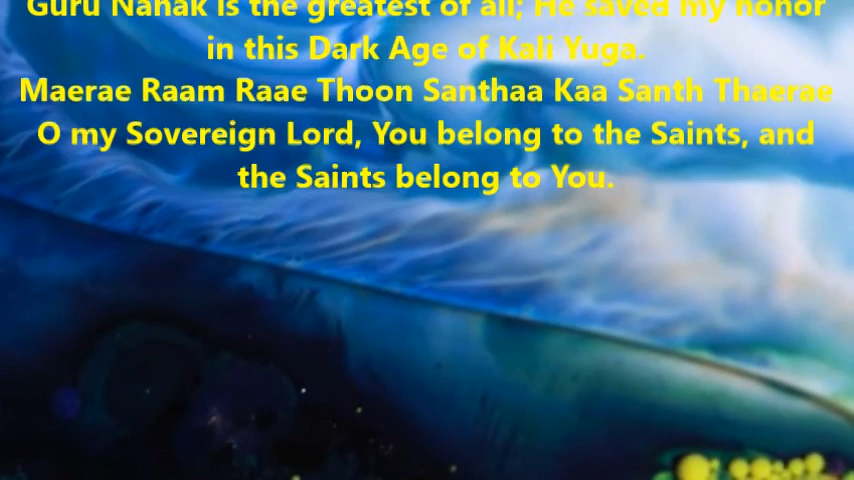 Guru Nanak is the greatest of all; He saved my honor
in this Dark Age of Kali Yuga.
Maerae Raam Raae Thoon Santhaa Kaa Santh Thaerae
O my Sovereign Lord, You belong to the Saints, and
the Saints belong to You.